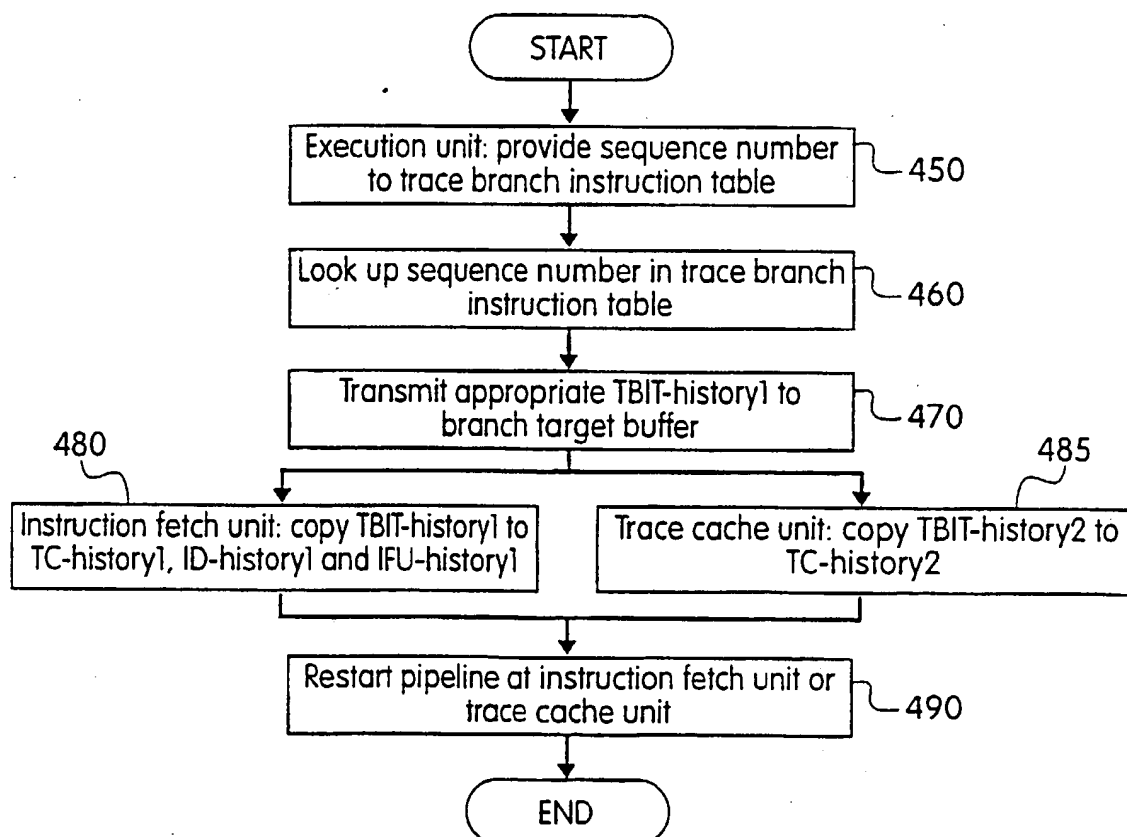 START
Execution unit: provide sequence number
to trace branch instruction table
450
Look up sequence number in trace branch
instruction table
460
Transmit appropriate TBIT-history1 to
branch target buffer
470
480
Instruction fetch unit: copy TBIT-history1 to
TC-history1, ID-history1 and IFU-history1
485
Trace cache unit: copy TBIT-history2 to
TC-history2
Restart pipeline at instruction fetch unit or
trace cache unit
490
END